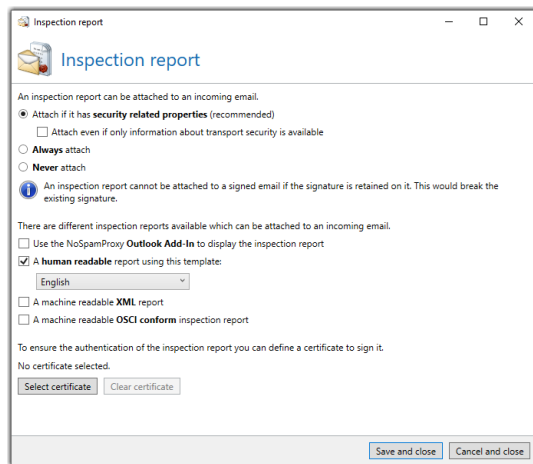 Inspection report
Inspection report
An inspection report can be attached to an incoming email.
Attach if it has security related properties (recommended)
Attach even if only information about transport security is available
Always attach
Never attach
An inspection report cannot be attached to a signed email if the signature is retained on it. This would break the
existing signature.
There are different inspection reports available which can be attached to an incoming email.
Use the NoSpamProxy Outlook Add-In to display the inspection report
A human readable report using this template:
English
A machine readable XML report
A machine readable OSCI conform inspection report
To ensure the authentication of the inspection report you can define a certificate to sign it.
No certificate selected.
Select certificate Clear certificate
Save and close Cancel and close